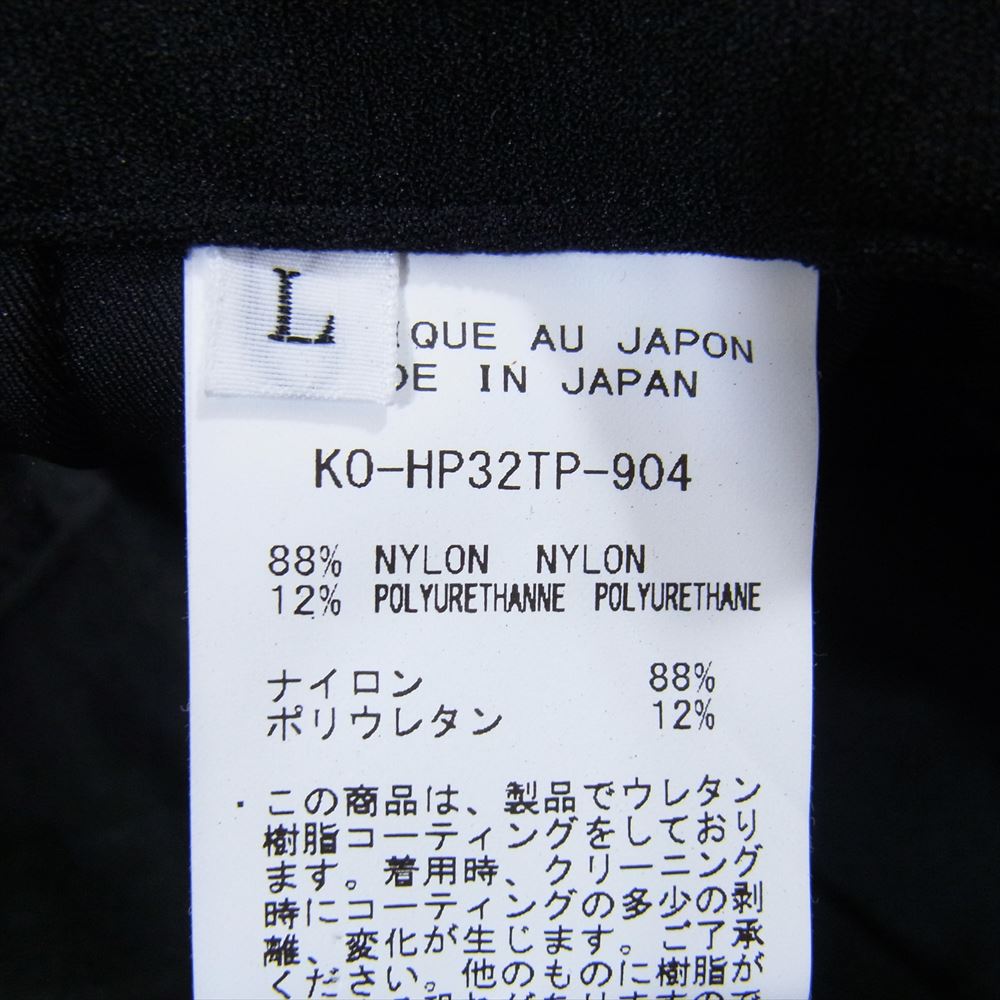 L
QUE AU JAPON
DE IN JAPAN
KO-HP32TP-904
88% NYLON NYLON
12% POLYURETHANNE POLYURETHANE
ナイロン 88%
ポリウレタン 12%
・この商品は、製品でウレタン
樹脂コーティングをしており
ます。着用時、クリーニング
時にコーティングの多少の剥
離、変化が生じます。ご了承
ください。他のものに樹脂が